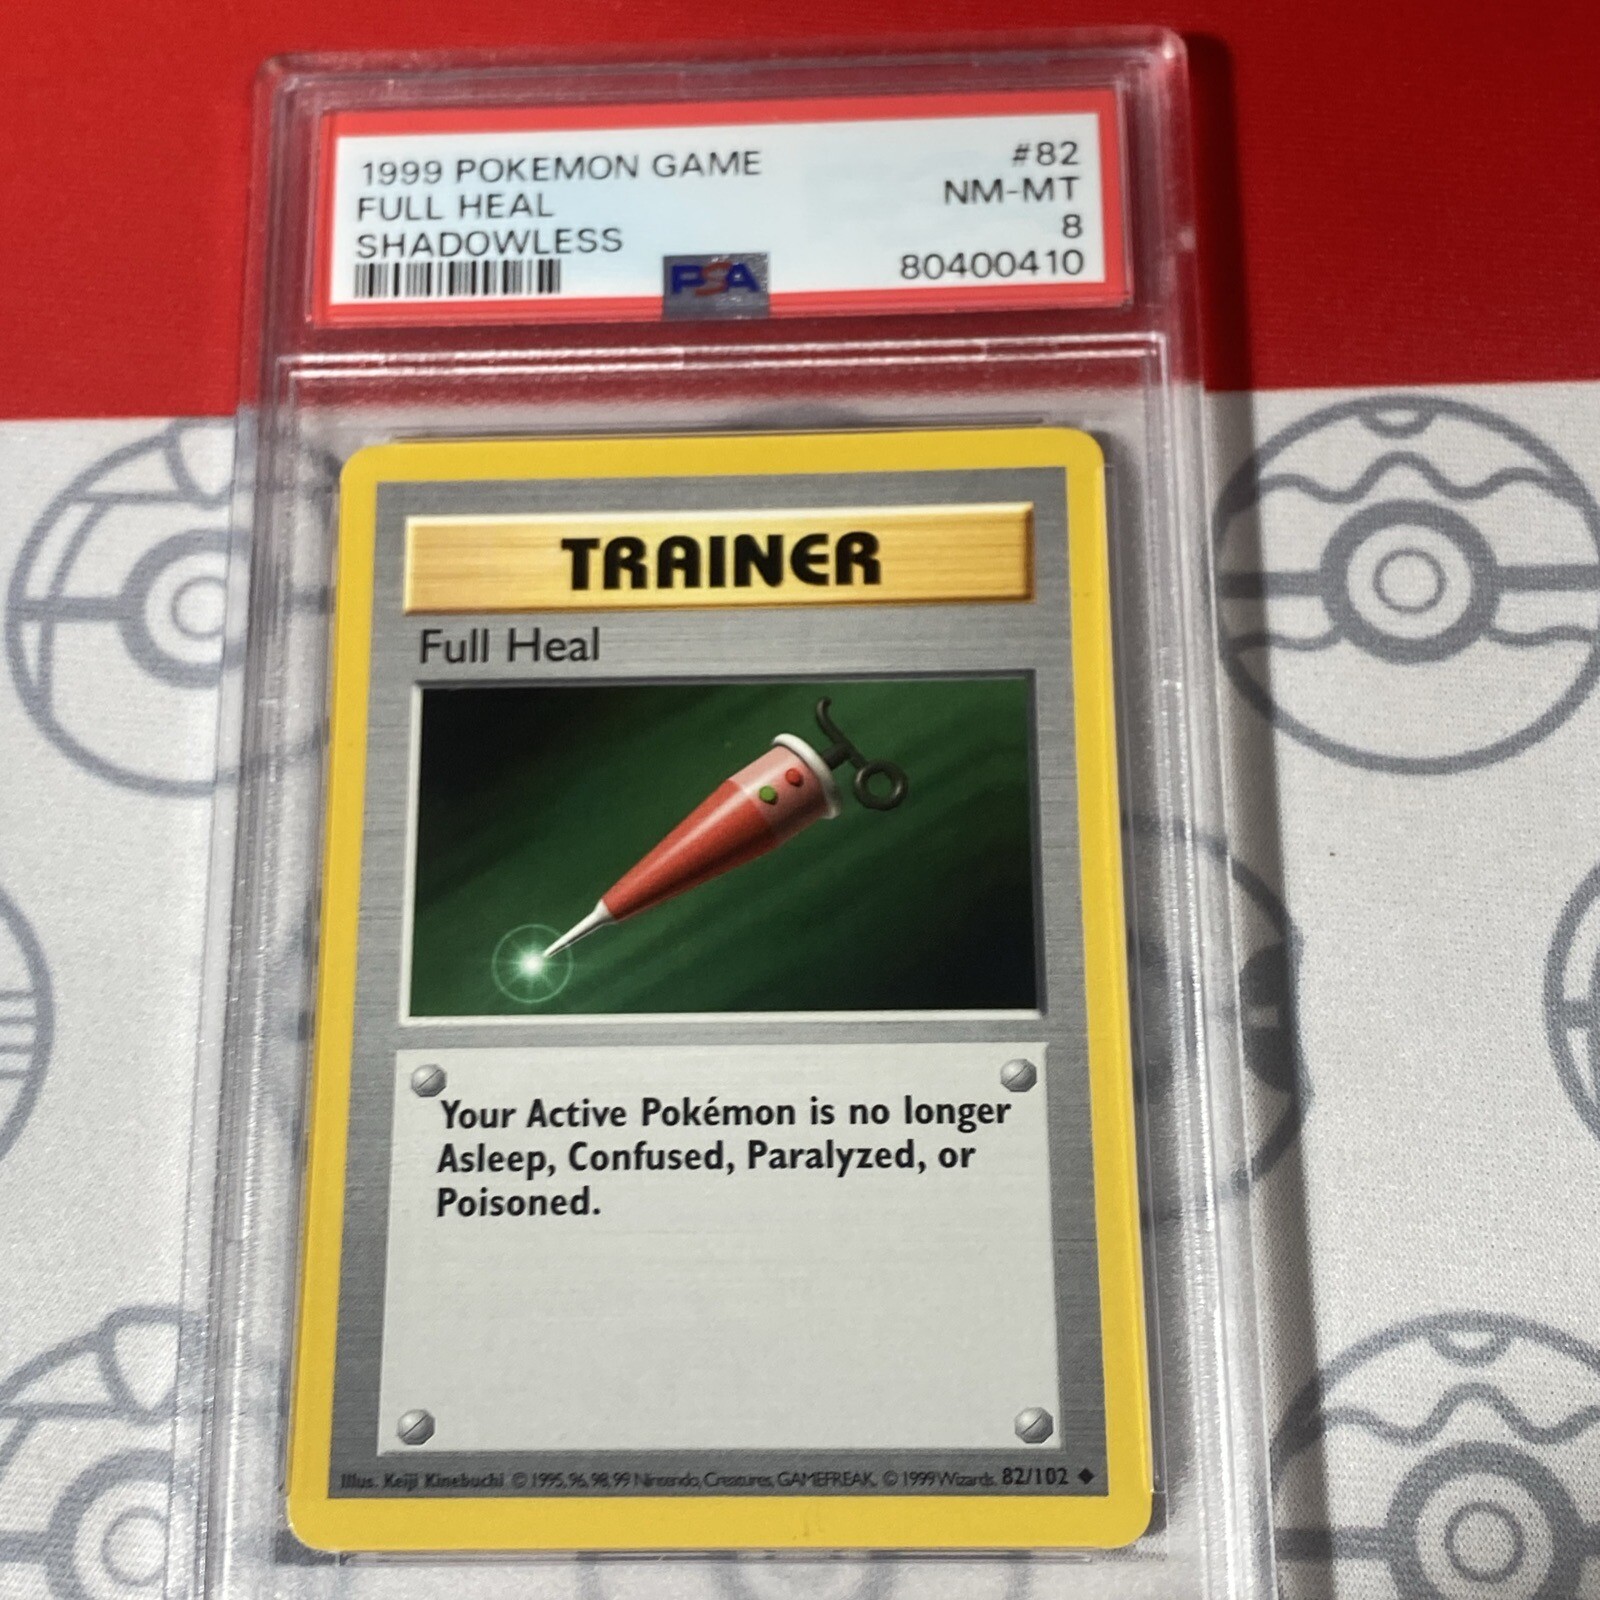 1999 POKEMON GAME #82
FULL HEAL NM-MT
SHADOWLESS 8
PSA 80400410
TRAINER
Full Heal
Your Active Pokémon is no longer
Asleep, Confused, Paralyzed, or
Poisoned.
Illus. Keiji Kinebuchi © 1995, 96, 98, 99 Nintendo, Creatures, GAMEFREAK. © 1999 Wizards. 82/102 ◆